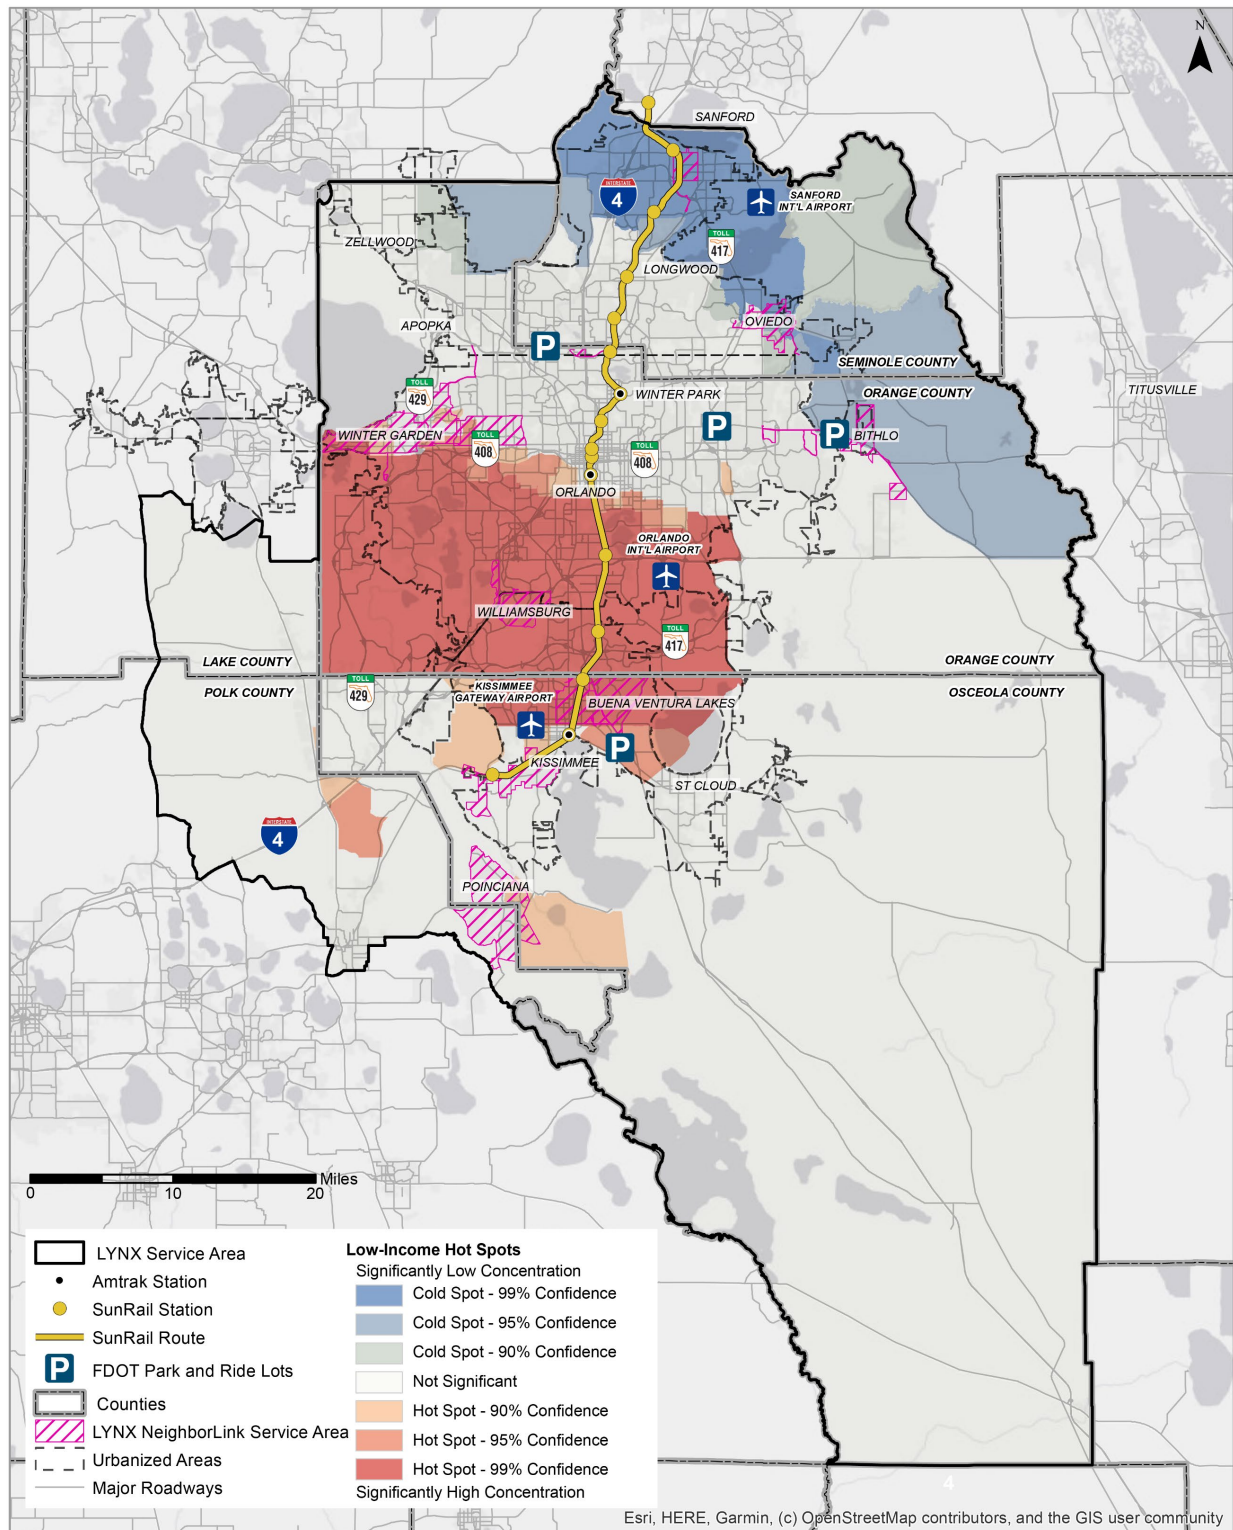 N
SANFORD
INTERSTATE
4
SANFORD
INT'L AIRPORT
ZELLWOOD
TOLL
417
LONGWOOD
APOPKA
OVIEDO
P
SEMINOLE COUNTY
ORANGE COUNTY
TITUSVILLE
TOLL
429
WINTER PARK
WINTER GARDEN
TOLL
408
TOLL
408
P
P
BITHLO
ORLANDO
ORLANDO
INT'L AIRPORT
WILLIAMSBURG
TOLL
417
LAKE COUNTY
POLK COUNTY
ORANGE COUNTY
OSCEOLA COUNTY
TOLL
429
KISSIMMEE
GATEWAY AIRPORT
BUENA VENTURA LAKES
P
KISSIMMEE
ST CLOUD
INTERSTATE
4
POINCIANA
Miles
0 10 20
LYNX Service Area
Amtrak Station
SunRail Station
SunRail Route
P FDOT Park and Ride Lots
Counties
LYNX NeighborLink Service Area
Urbanized Areas
Major Roadways
Low-Income Hot Spots
Significantly Low Concentration
Cold Spot - 99% Confidence
Cold Spot - 95% Confidence
Cold Spot - 90% Confidence
Not Significant
Hot Spot - 90% Confidence
Hot Spot - 95% Confidence
Hot Spot - 99% Confidence
Significantly High Concentration
4
Esri, HERE, Garmin, (c) OpenStreetMap contributors, and the GIS user community